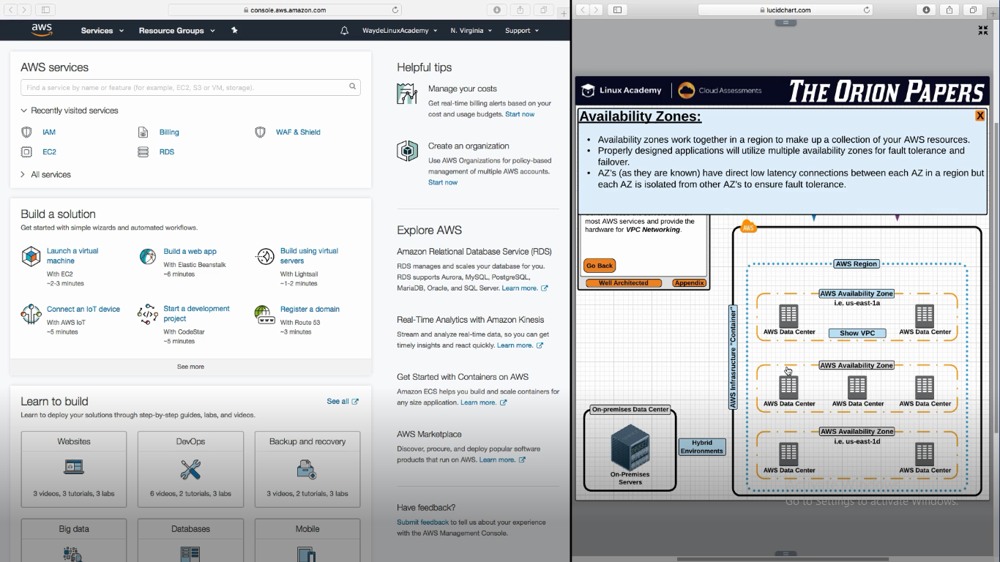 console.aws.amazon.com
aws
Services
Resource Groups
WaydeLinuxAcademy
N. Virginia
Support
AWS services
Find a service by name or feature (for example, EC2, S3 or VM, storage).
Recently visited services
IAM
Billing
WAF & Shield
EC2
RDS
All services
Build a solution
Get started with simple wizards and automated workflows.
Launch a virtual
machine
With EC2
~2-3 minutes
Build a web app
With Elastic Beanstalk
~6 minutes
Build using virtual
servers
With Lightsail
~1-2 minutes
Connect an IoT device
With AWS IoT
~5 minutes
Start a development
project
With CodeStar
~5 minutes
Register a domain
With Route 53
~3 minutes
See more
Learn to build
See all
Learn to deploy your solutions through step-by-step guides, labs, and videos.
Websites
3 videos, 3 tutorials, 3 labs
DevOps
6 videos, 2 tutorials, 3 labs
Backup and recovery
3 videos, 2 tutorials, 3 labs
Big data
Databases
Mobile
Helpful tips
Manage your costs
Get real-time billing alerts based on your
cost and usage budgets. Start now
Create an organization
Use AWS Organizations for policy-based
management of multiple AWS accounts.
Start now
Explore AWS
Amazon Relational Database Service (RDS)
RDS manages and scales your database for you.
RDS supports Aurora, MySQL, PostgreSQL,
MariaDB, Oracle, and SQL Server. Learn more.
Real-Time Analytics with Amazon Kinesis
Stream and analyze real-time data, so you can get
timely insights and react quickly. Learn more.
Get Started with Containers on AWS
Amazon ECS helps you build and scale containers for
any size application. Learn more.
AWS Marketplace
Discover, procure, and deploy popular software
products that run on AWS. Learn more.
Have feedback?
Submit feedback to tell us about your experience
with the AWS Management Console.
lucidchart.com
Linux Academy
Cloud Assessments
THE ORION PAPERS
Availability Zones:
X
• Availability zones work together in a region to make up a collection of your AWS resources.
• Properly designed applications will utilize multiple availability zones for fault tolerance and
failover.
• AZ's (as they are known) have direct low latency connections between each AZ in a region but
each AZ is isolated from other AZ's to ensure fault tolerance.
most AWS services and provide the
hardware for VPC Networking.
Go Back
Well Architected
Appendix
AWS
AWS Region
AWS Infrasructure "Container"
AWS Availability Zone
i.e. us-east-1a
AWS Data Center
Show VPC
AWS Data Center
AWS Availability Zone
AWS Data Center
AWS Data Center
AWS Data Center
AWS Availability Zone
i.e. us-east-1d
AWS Data Center
AWS Data Center
On-premises Data Center
On-Premises
Servers
Hybrid
Environments
Go to Settings to activate Windows.